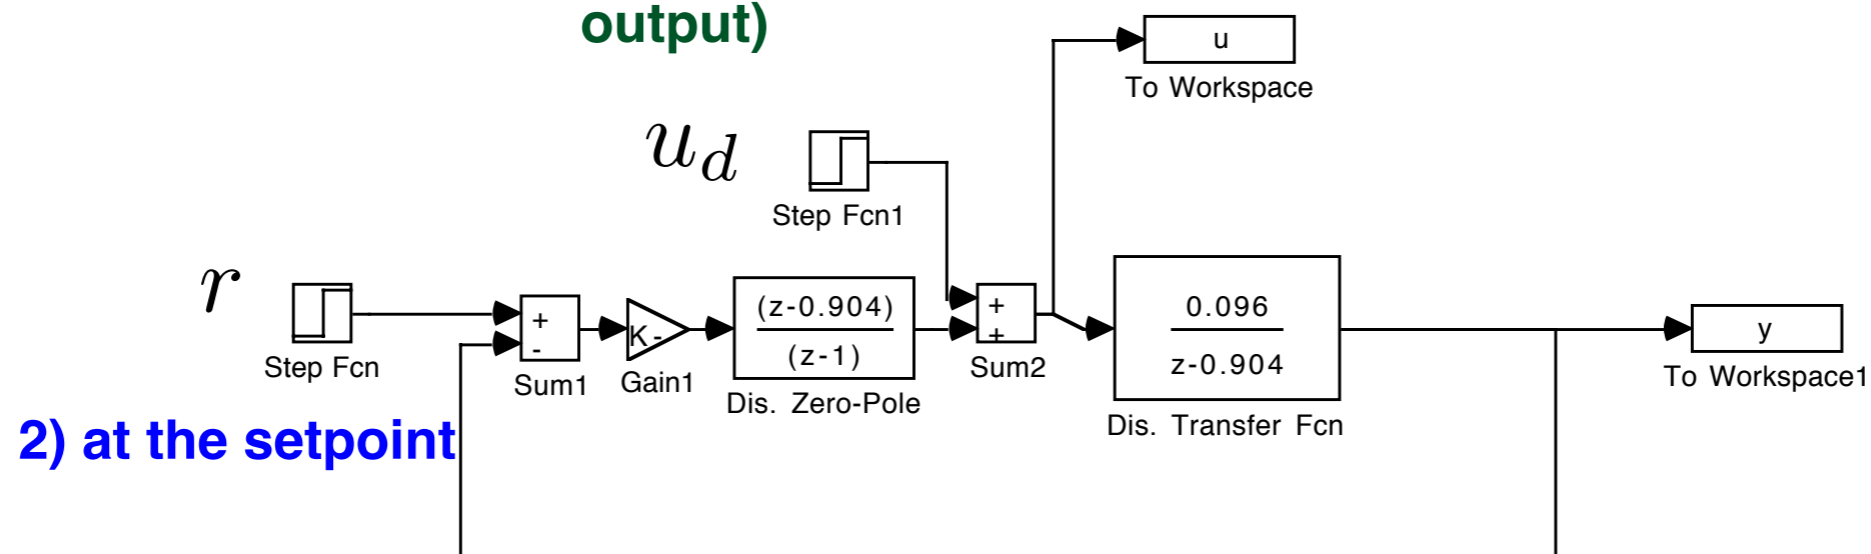 output)
u
To Workspace
u_d
Step Fcn1
r
Step Fcn
+
-
Sum1
K-
Gain1
(z-0.904)
(z-1)
Dis. Zero-Pole
+
+
Sum2
0.096
z-0.904
Dis. Transfer Fcn
y
To Workspace1
2) at the setpoint